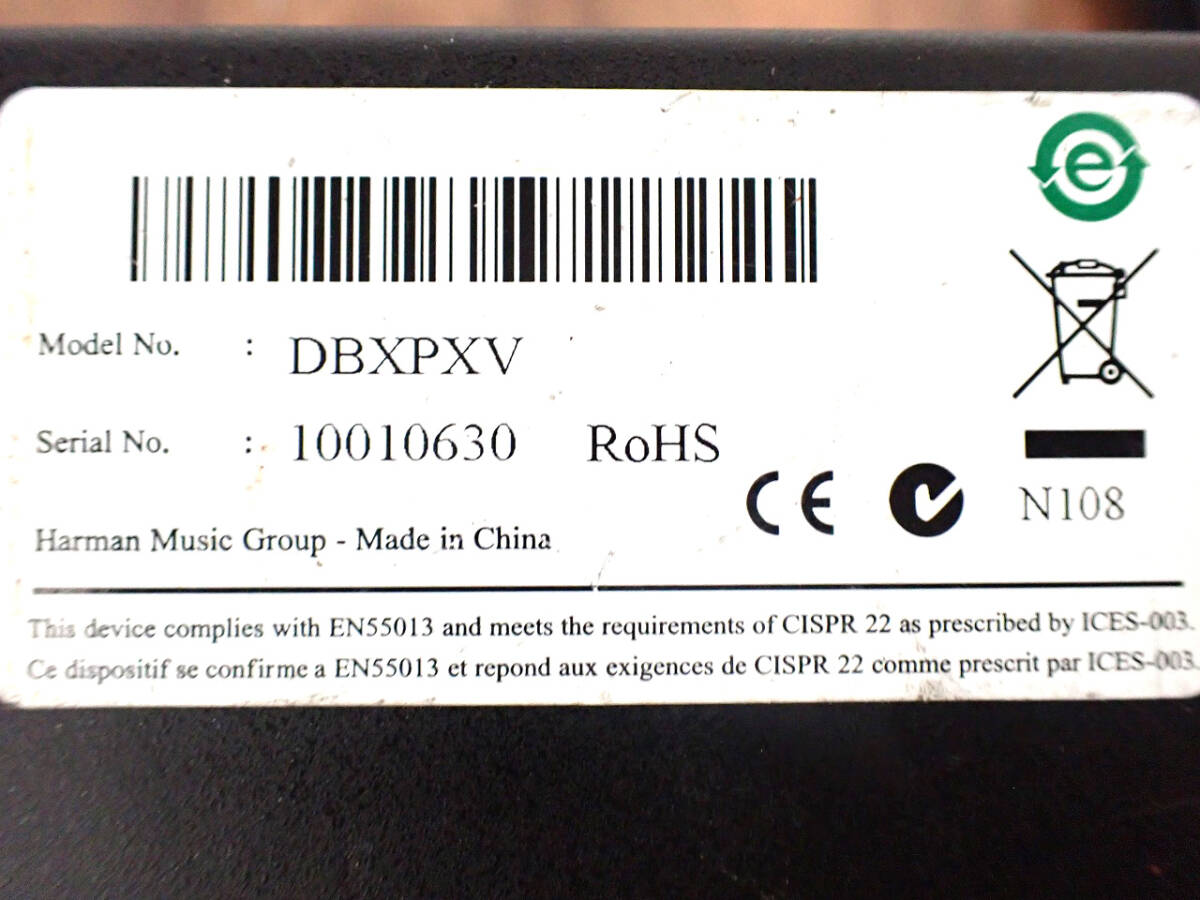 e
Model No. : DBXPXV
Serial No. : 10010630 RoHS
CE
N108
Harman Music Group - Made in China
This device complies with EN55013 and meets the requirements of CISPR 22 as prescribed by ICES-003.
Ce dispositif se confirme a EN55013 et repond aux exigences de CISPR 22 comme prescrit par ICES-003.